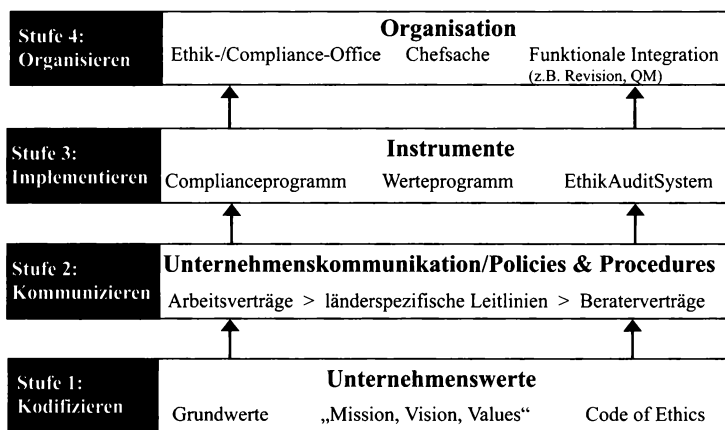 Stufe 4:
Organisieren
Organisation
Ethik-/Compliance-Office Chefsache Funktionale Integration
(z.B. Revision, QM)
Stufe 3:
Implementieren
Instrumente
Complianceprogramm Werteprogramm EthikAuditSystem
Stufe 2:
Kommunizieren
Unternehmenskommunikation/Policies & Procedures
Arbeitsverträge > länderspezifische Leitlinien > Beraterverträge
Stufe 1:
Kodifizieren
Unternehmenswerte
Grundwerte „Mission, Vision, Values“ Code of Ethics